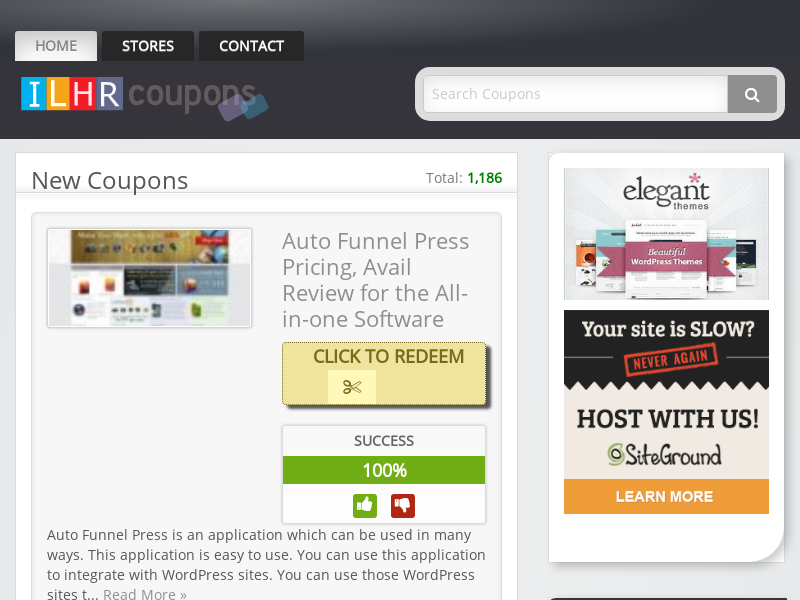 HOME
STORES
CONTACT
ILHR coupons
Search Coupons
New Coupons
Total: 1,186
Auto Funnel Press
Pricing, Avail
Review for the All-
in-one Software
CLICK TO REDEEM
SUCCESS
100%
Auto Funnel Press is an application which can be used in many
ways. This application is easy to use. You can use this application
to integrate with WordPress sites. You can use those WordPress
sites t... Read More »
elegant
themes
Beautiful
WordPress Themes
Your site is SLOW?
NEVER AGAIN
HOST WITH US!
SiteGround
LEARN MORE